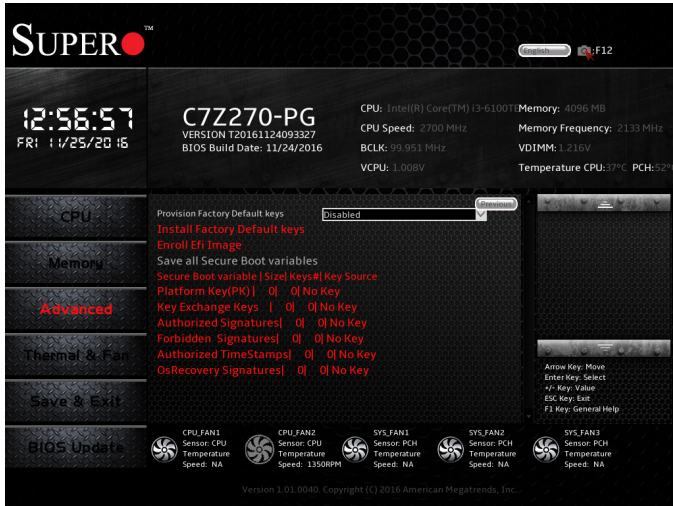 SUPER TM
English :F12
12:56:57
FRI 11/25/2016
C7Z270-PG
VERSION T20161124093327
BIOS Build Date: 11/24/2016
CPU: Intel(R) Core(TM) i3-6100TE
CPU Speed: 2700 MHz
BCLK: 99.951 MHz
VCPU: 1.008V
Memory: 4096 MB
Memory Frequency: 2133 MHz
VDIMM: 1.216V
Temperature CPU:37°C PCH:52°
CPU
Memory
Advanced
Thermal & Fan
Save & Exit
BIOS Update
Previous
Provision Factory Default keys Disabled
Install Factory Default keys
Enroll Efi Image
Save all Secure Boot variables
Secure Boot variable | Size| Keys#| Key Source
Platform Key(PK) | 0| 0| No Key
Key Exchange Keys | 0| 0| No Key
Authorized Signatures| 0| 0| No Key
Forbidden Signatures| 0| 0| No Key
Authorized TimeStamps| 0| 0| No Key
OsRecovery Signatures| 0| 0| No Key
Arrow Key: Move
Enter Key: Select
+/- Key: Value
ESC Key: Exit
F1 Key: General Help
CPU_FAN1
Sensor: CPU
Temperature
Speed: NA
CPU_FAN2
Sensor: CPU
Temperature
Speed: 1350RPM
SYS_FAN1
Sensor: PCH
Temperature
Speed: NA
SYS_FAN2
Sensor: PCH
Temperature
Speed: NA
SYS_FAN3
Sensor: PCH
Temperature
Speed: NA
Version 1.01.0040. Copyright (C) 2016 American Megatrends, Inc.